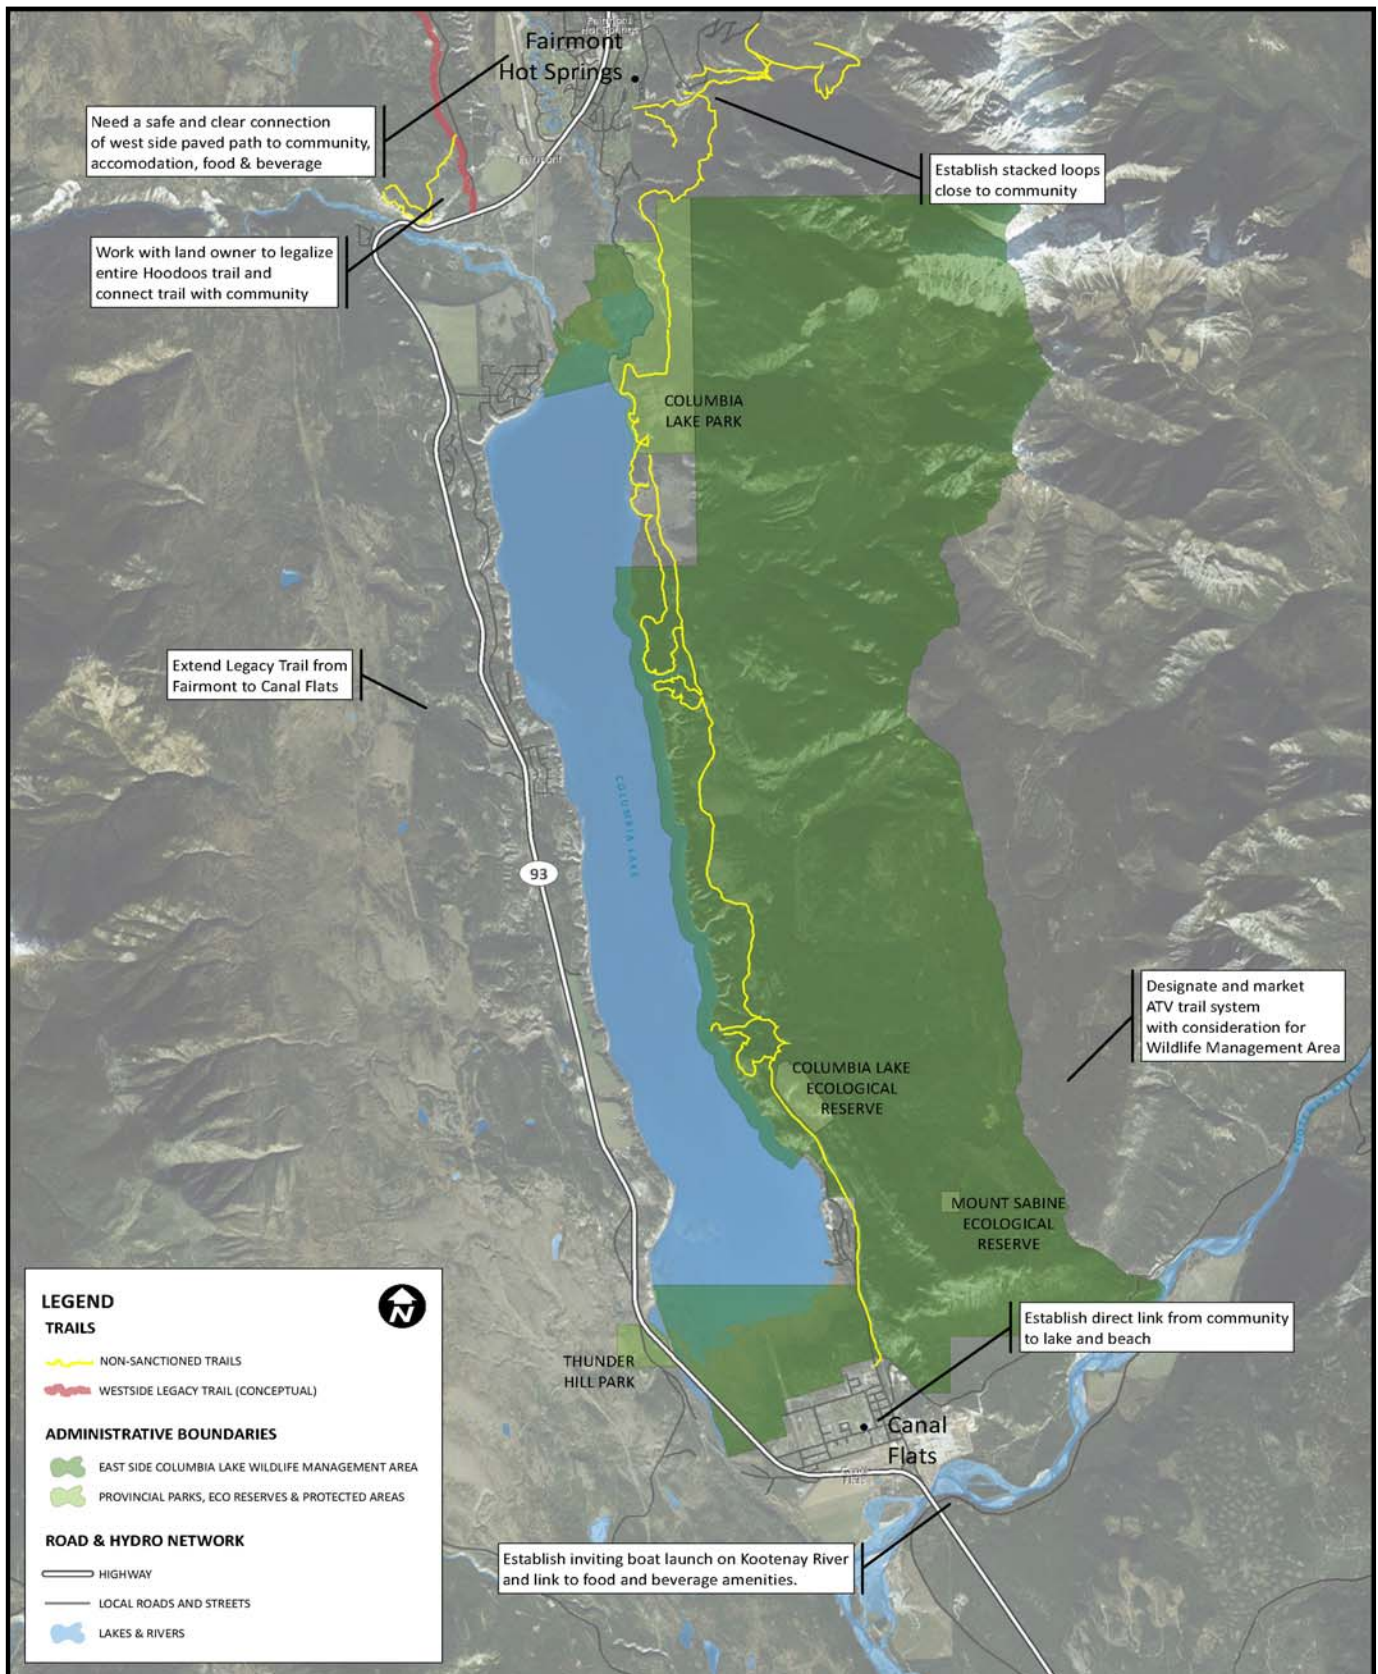 Fairmont
Hot Springs
Need a safe and clear connection
of west side paved path to community,
accomodation, food & beverage
Fairmont
Establish stacked loops
close to community
Work with land owner to legalize
entire Hoodoos trail and
connect trail with community
COLUMBIA
LAKE PARK
Extend Legacy Trail from
Fairmont to Canal Flats
COLUMBIA LAKE
93
Designate and market
ATV trail system
with consideration for
Wildlife Management Area
COLUMBIA LAKE
ECOLOGICAL
RESERVE
MOUNT SABINE
ECOLOGICAL
RESERVE
Establish direct link from community
to lake and beach
THUNDER
HILL PARK
Canal
Flats
Establish inviting boat launch on Kootenay River
and link to food and beverage amenities.
LEGEND
N
TRAILS
NON-SANCTIONED TRAILS
WESTSIDE LEGACY TRAIL (CONCEPTUAL)
ADMINISTRATIVE BOUNDARIES
EAST SIDE COLUMBIA LAKE WILDLIFE MANAGEMENT AREA
PROVINCIAL PARKS, ECO RESERVES & PROTECTED AREAS
ROAD & HYDRO NETWORK
HIGHWAY
LOCAL ROADS AND STREETS
LAKES & RIVERS